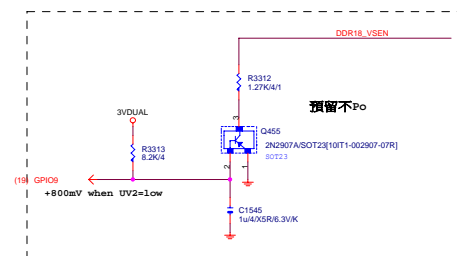 DDR18_VSEN
R3312
1.27K/4/1
預留不Po
3VDUAL
3
Q455
2N2907A/SOT23[10IT1-002907-07R]
SOT23
R3313
8.2K/4
2
1
(19) GPIO9
+800mV when UV2=low
C1545
1u/4/X5R/6.3V/K